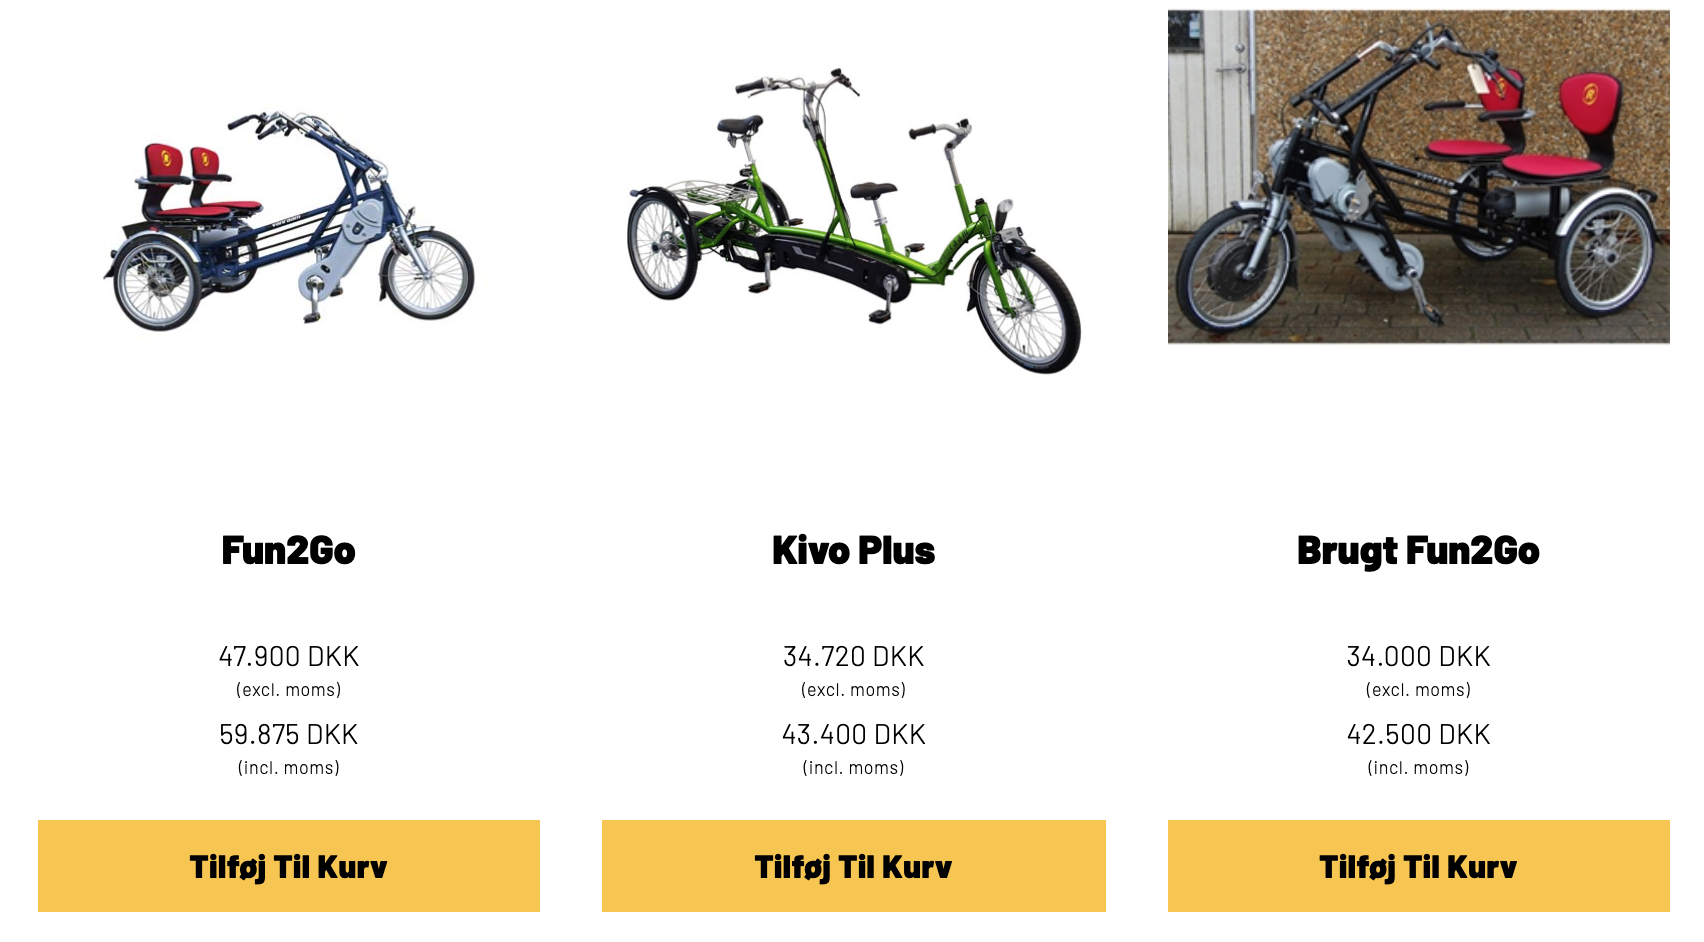 Fun2Go
47.900 DKK
(excl. moms)
59.875 DKK
(incl. moms)
Tilføj Til Kurv
Kivo Plus
34.720 DKK
(excl. moms)
43.400 DKK
(incl. moms)
Tilføj Til Kurv
Brugt Fun2Go
34.000 DKK
(excl. moms)
42.500 DKK
(incl. moms)
Tilføj Til Kurv